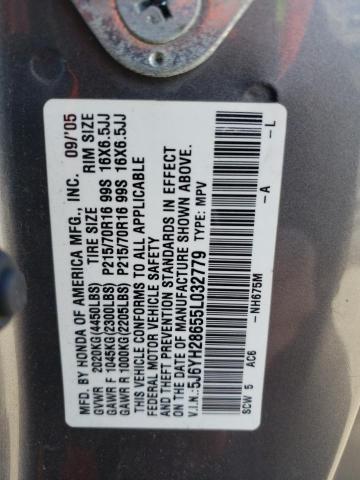 MFD. BY HONDA OF AMERICA MFG., INC. 09/'05
TIRE SIZE RIM SIZE
GVWR 2020KG(4450LBS)
GAWR F 1045KG(2300LBS) P215/70R16 99S 16X6.5JJ
GAWR R 1000KG(2205LBS) P215/70R16 99S 16X6.5JJ
THIS VEHICLE CONFORMS TO ALL APPLICABLE
FEDERAL MOTOR VEHICLE SAFETY
AND THEFT PREVENTION STANDARDS IN EFFECT
ON THE DATE OF MANUFACTURE SHOWN ABOVE.
V.I.N.:5J6YH28655L032779 TYPE: MPV
NH675M -A -L
SCW 5 AC6